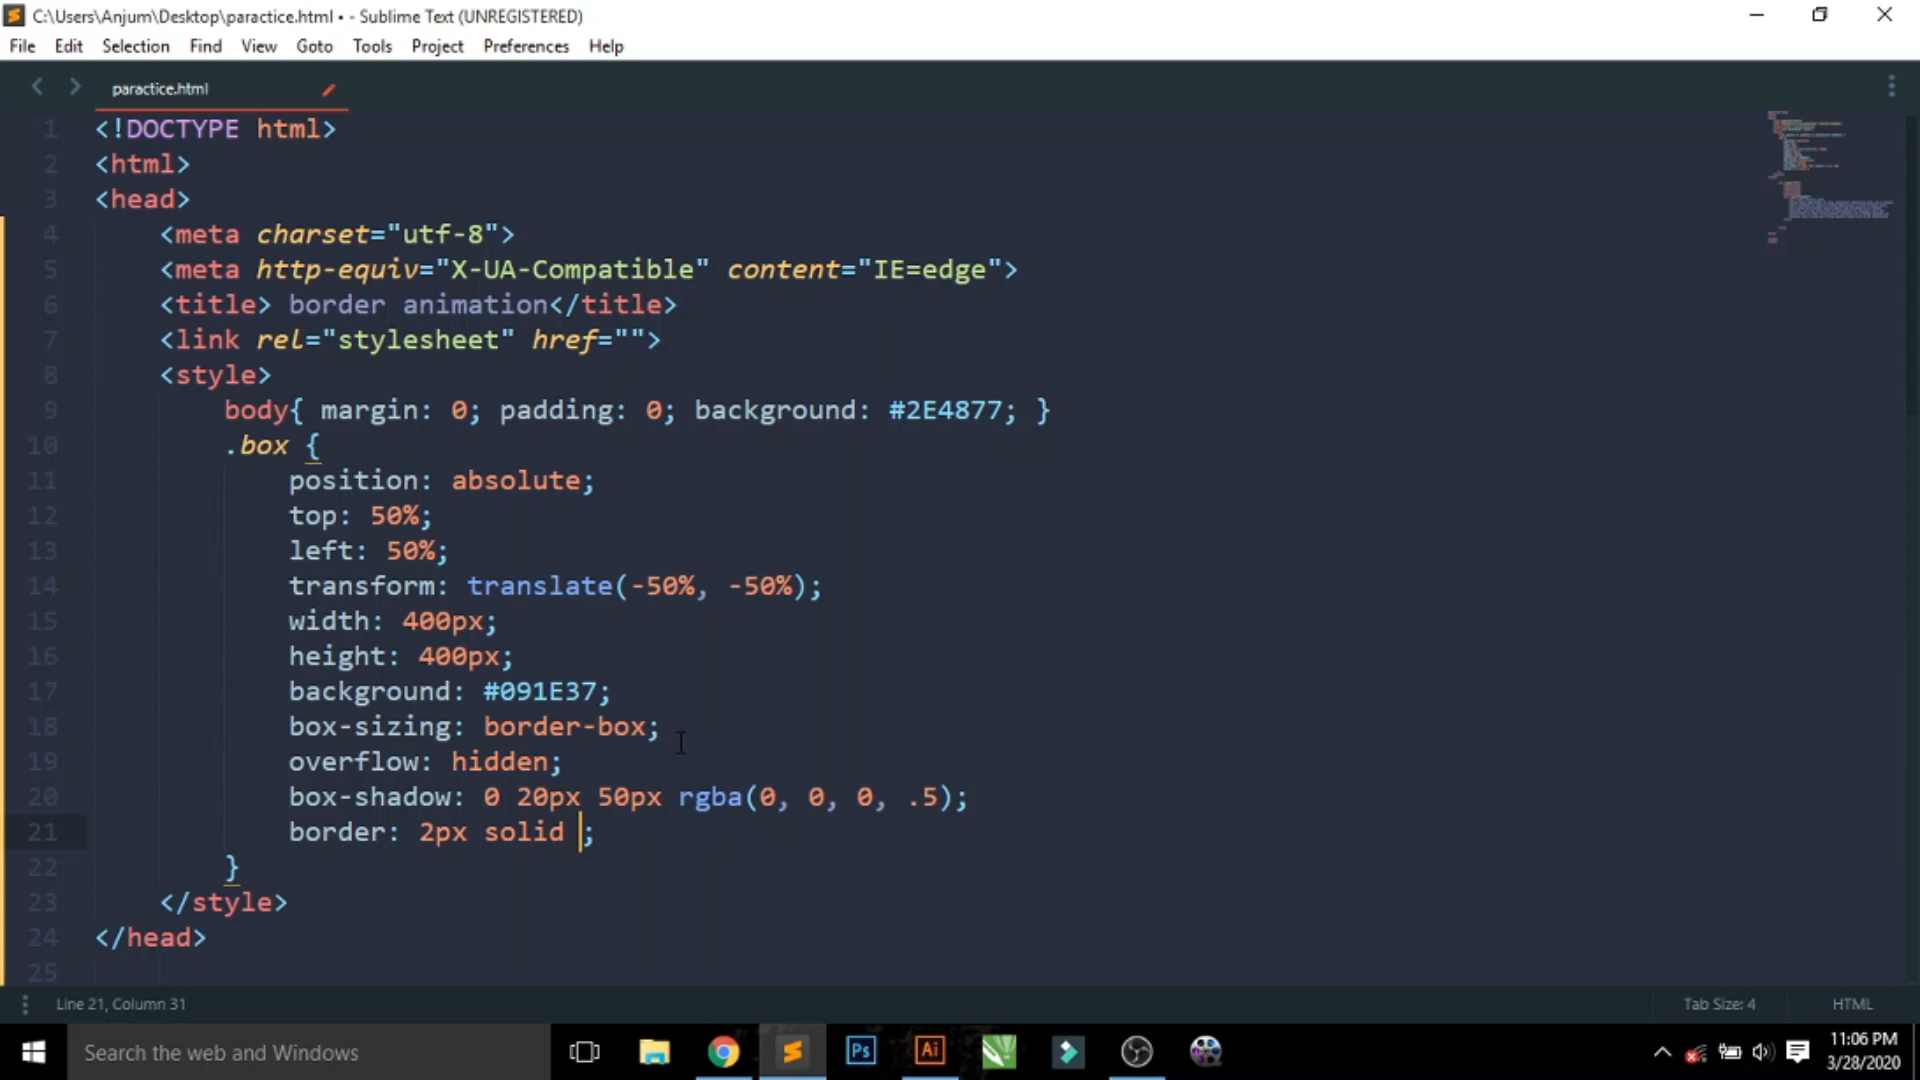 C:\Users\Anjum\Desktop\paractice.html • - Sublime Text (UNREGISTERED)
File Edit Selection Find View Goto Tools Project Preferences Help
paractice.html
1 <!DOCTYPE html>
2 <html>
3 <head>
4 <meta charset="utf-8">
5 <meta http-equiv="X-UA-Compatible" content="IE=edge">
6 <title> border animation</title>
7 <link rel="stylesheet" href="">
8 <style>
9 body{ margin: 0; padding: 0; background: #2E4877; }
10 .box {
11 position: absolute;
12 top: 50%;
13 left: 50%;
14 transform: translate(-50%, -50%);
15 width: 400px;
16 height: 400px;
17 background: #091E37;
18 box-sizing: border-box;
19 overflow: hidden;
20 box-shadow: 0 20px 50px rgba(0, 0, 0, .5);
21 border: 2px solid ;
22 }
23 </style>
24 </head>
25
Line 21, Column 31 Tab Size: 4 HTML
Search the web and Windows
Ps
Ai
11:06 PM
3/28/2020